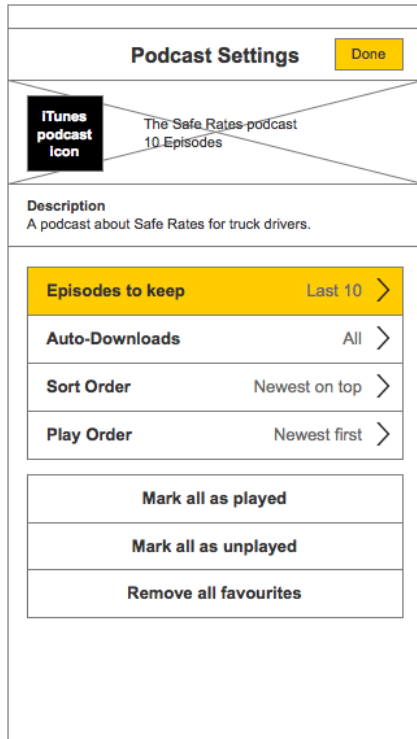 Podcast Settings
Done
iTunes
podcast
icon
The Safe Rates podcast
10 Episodes
Description
A podcast about Safe Rates for truck drivers.
Episodes to keep Last 10
Auto-Downloads All
Sort Order Newest on top
Play Order Newest first
Mark all as played
Mark all as unplayed
Remove all favourites